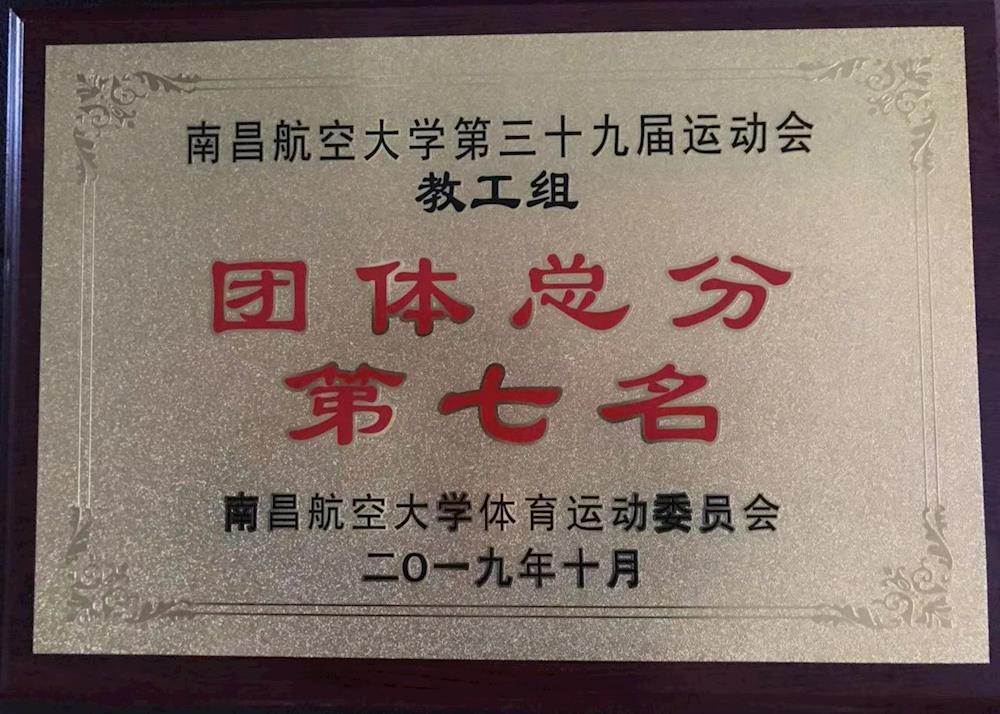 南昌航空大学第三十九届运动会
教工组
团体总分
第七名
南昌航空大学体育运动委员会
二O一九年十月